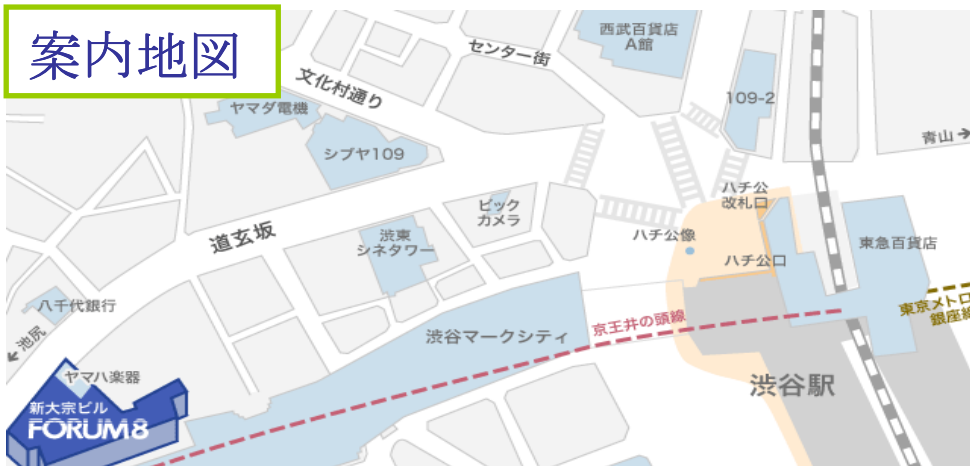 案内地図
西武百貨店
A館
センター街
文化村通り
109-2
ヤマダ電機
青山
シブヤ109
ハチ公
改札口
ビック
カメラ
道玄坂
渋東
シネタワー
ハチ公像
東急百貨店
ハチ公口
八千代銀行
東京メトロ
銀座線
京王井の頭線
渋谷マークシティ
池尻
ヤマハ楽器
渋谷駅
新大宗ビル
FORUM8